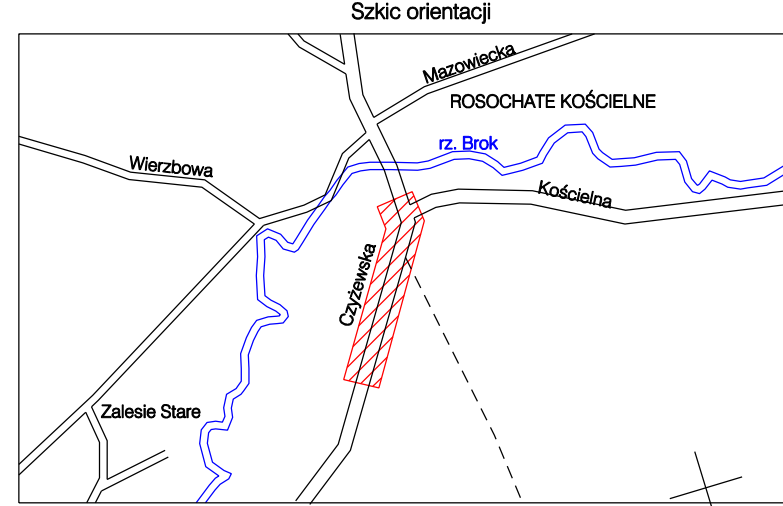 Szkic orientacji
Mazowiecka
ROSOCHATE KOŚCIELNE
rz. Brok
Wierzbowa
Kościelna
Czyżewska
Zalesie Stare